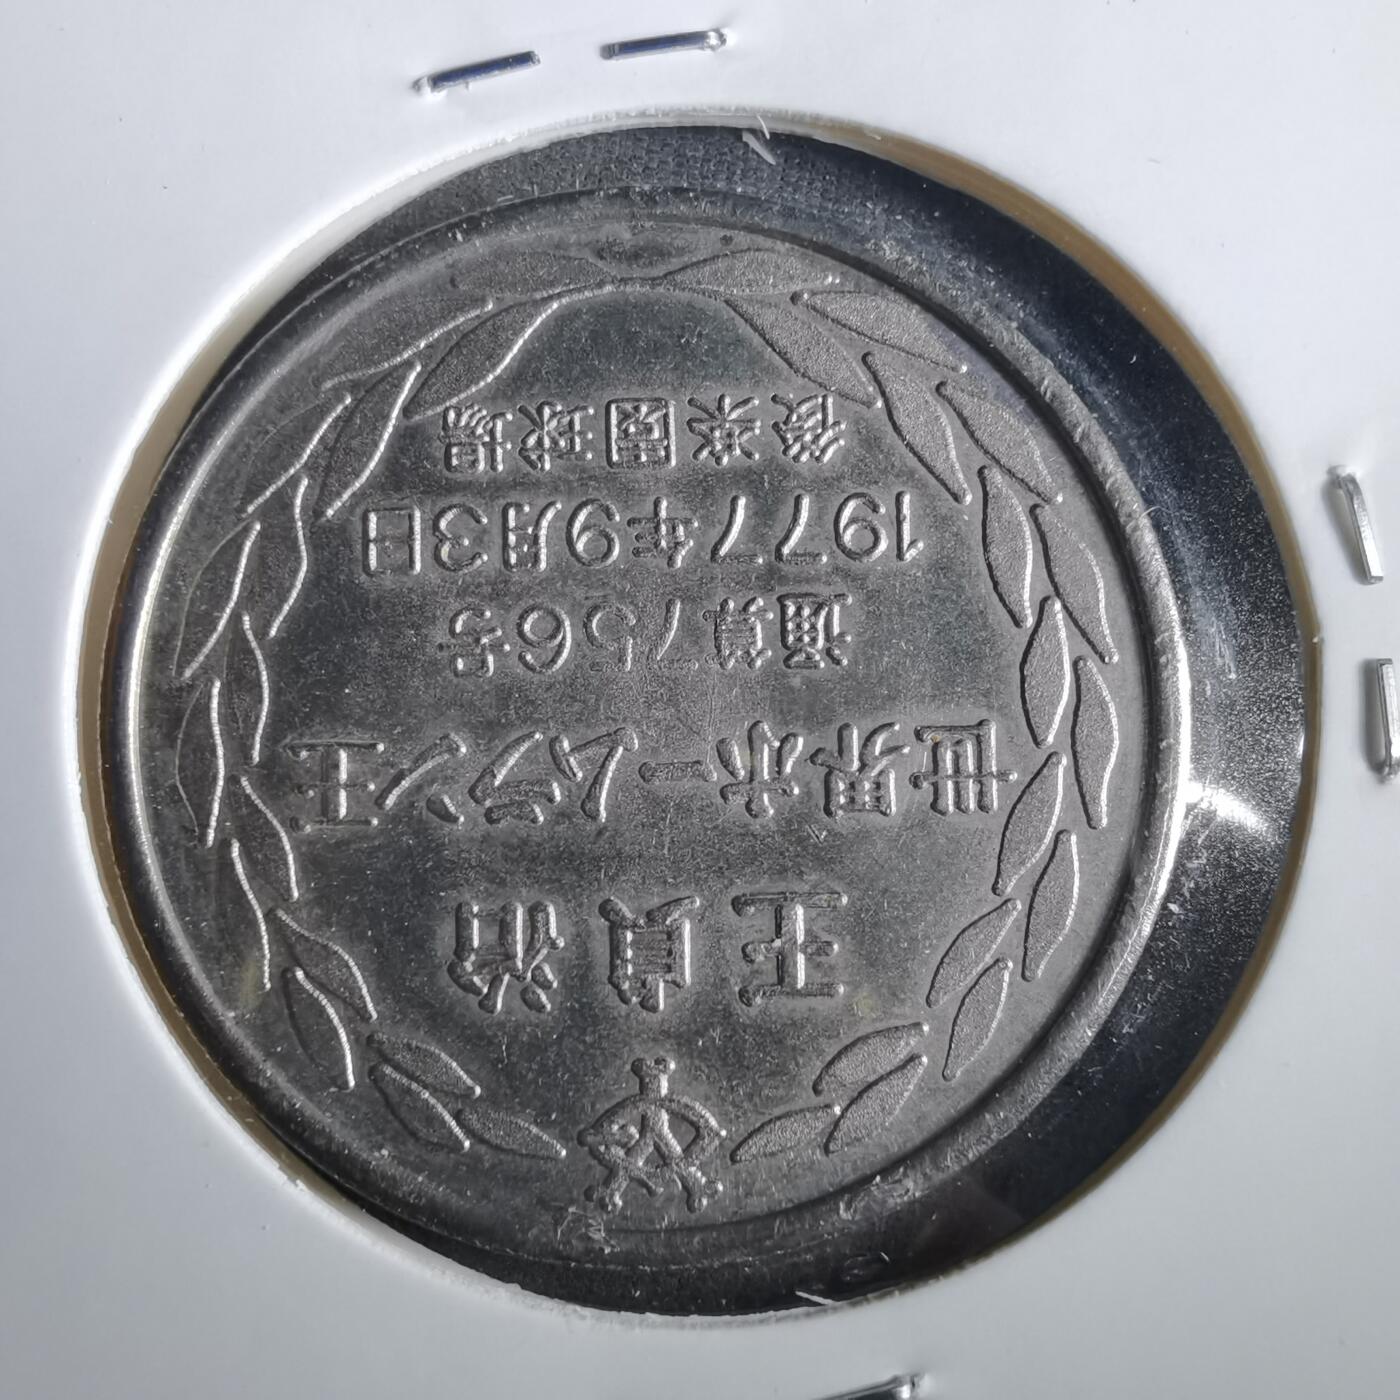 王貞治
世界ホームラン王
通算756号
1977年9月3日
後楽園球場